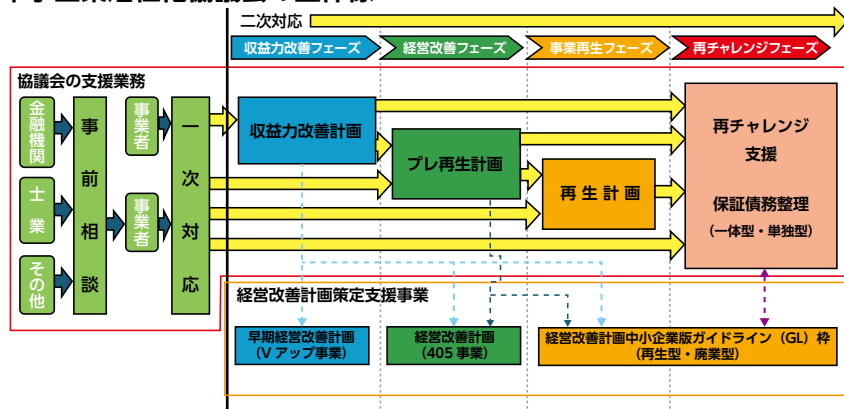 二次対応
収益力改善フェーズ
経営改善フェーズ
事業再生フェーズ
再チャレンジフェーズ
協議会の支援業務
金融機関
士業
その他
事前相談
事業者
事業者
一次対応
収益力改善計画
プレ再生計画
再生計画
再チャレンジ
支援
保証債務整理
(一体型・単独型)
経営改善計画策定支援事業
早期経営改善計画
(Vアップ事業)
経営改善計画
(405事業)
経営改善計画中小企業版ガイドライン(GL)枠
(再生型・廃業型)